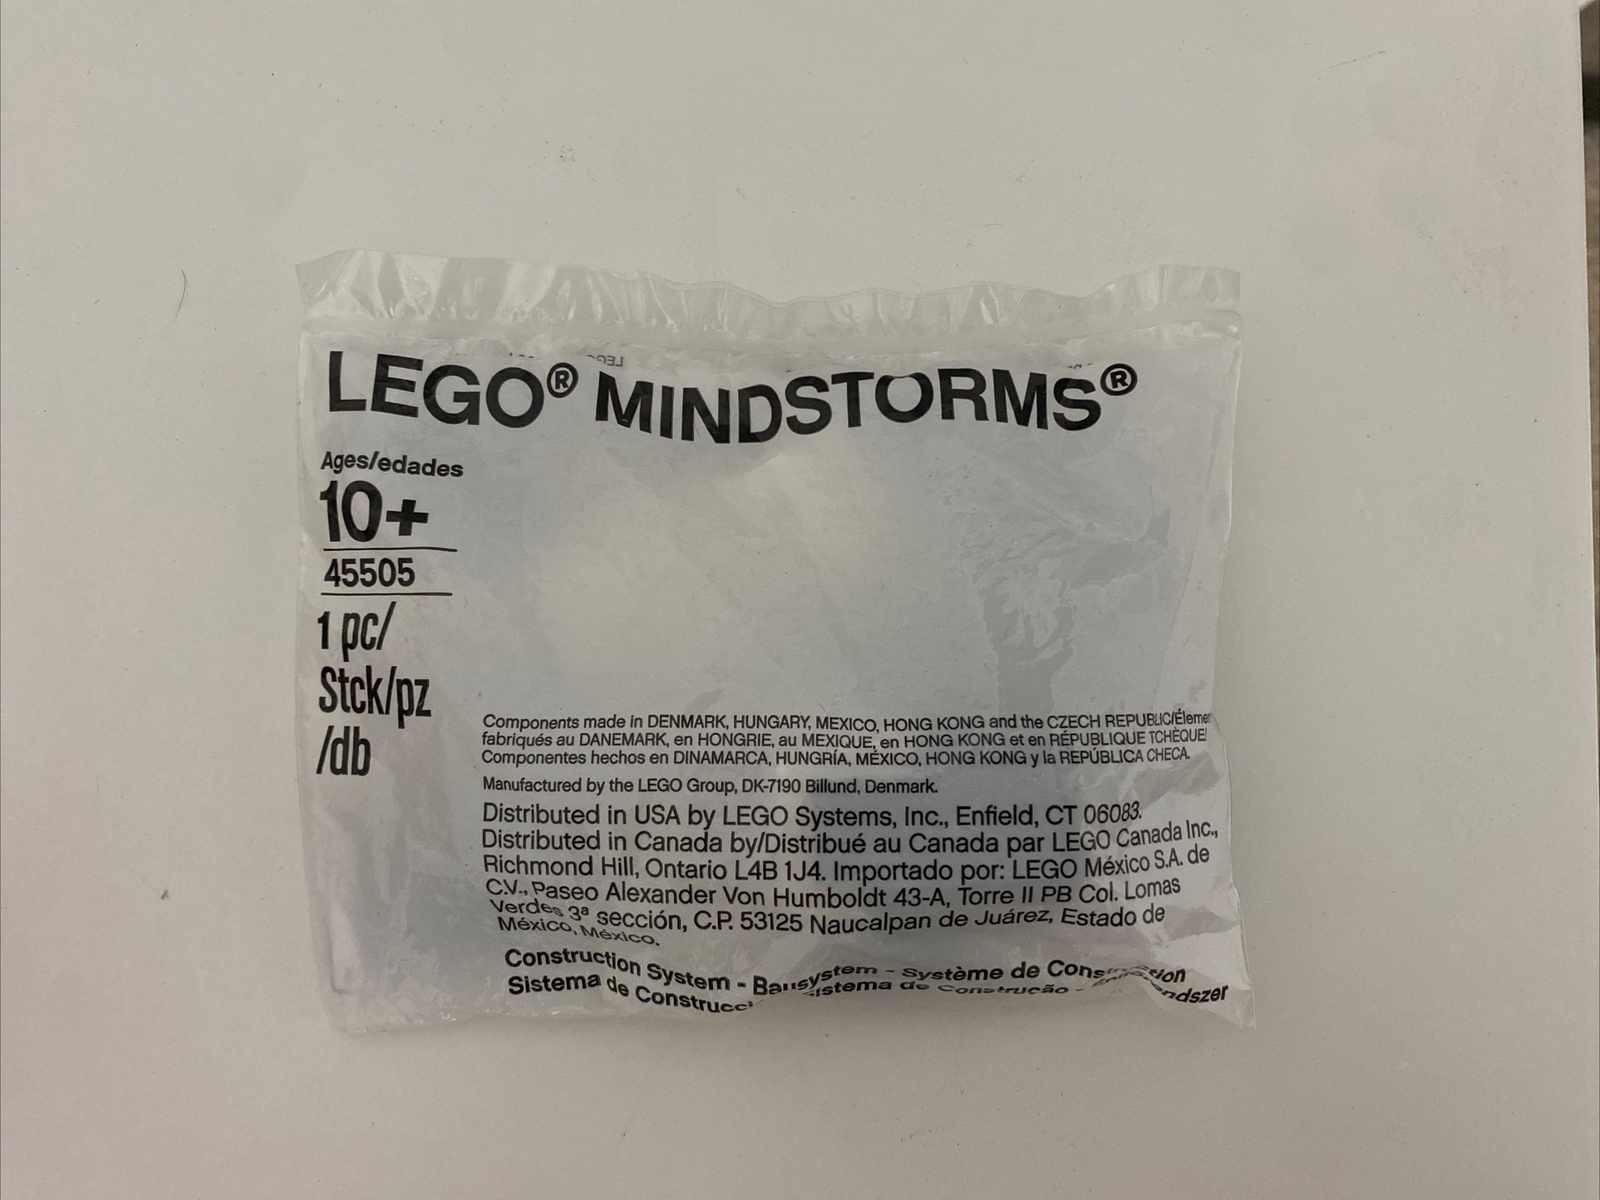 LEGO® MINDSTORMS®
Ages/edades
10+
45505
1 pc/
Stck/pz
/db
Components made in DENMARK, HUNGARY, MEXICO, HONG KONG and the CZECH REPUBLIC/Éleme
fabriqués au DANEMARK, en HONGRIE, au MEXIQUE, en HONG KONG et en RÉPUBLIQUE TCHÈQUE/
Componentes hechos en DINAMARCA, HUNGRÍA, MÉXICO, HONG KONG y la REPÚBLICA CHECA.
Manufactured by the LEGO Group, DK-7190 Billund, Denmark.
Distributed in USA by LEGO Systems, Inc., Enfield, CT 06083.
Distributed in Canada by/Distribué au Canada par LEGO Canada Inc.,
Richmond Hill, Ontario L4B 1J4. Importado por: LEGO México S.A. de
C.V., Paseo Alexander Von Humboldt 43-A, Torre II PB Col. Lomas
Verdes 3ª sección, C.P. 53125 Naucalpan de Juárez, Estado de
México, México.
Construction System - Bausystem - Système de Construction
Sistema de Construcci Sistema de Construção -